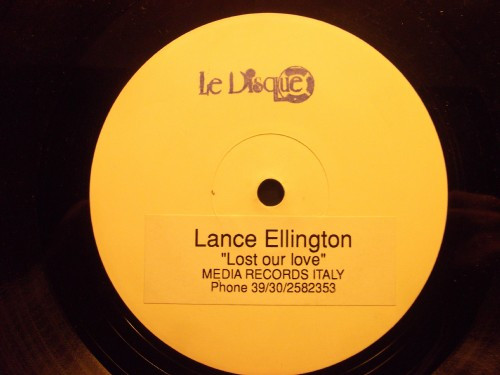 Le Disque
Lance Ellington
"Lost our love"
MEDIA RECORDS ITALY
Phone 39/30/2582353